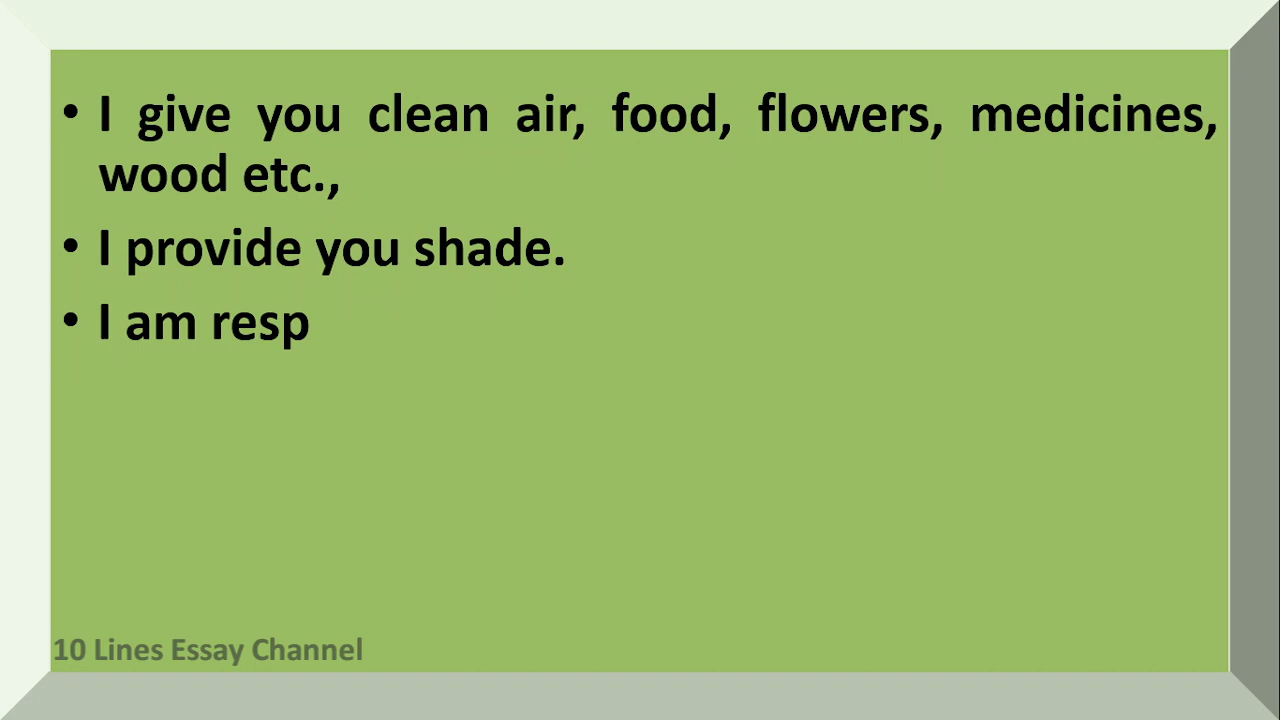 • I give you clean air, food, flowers, medicines,
wood etc.,
• I provide you shade.
• I am resp
10 Lines Essay Channel